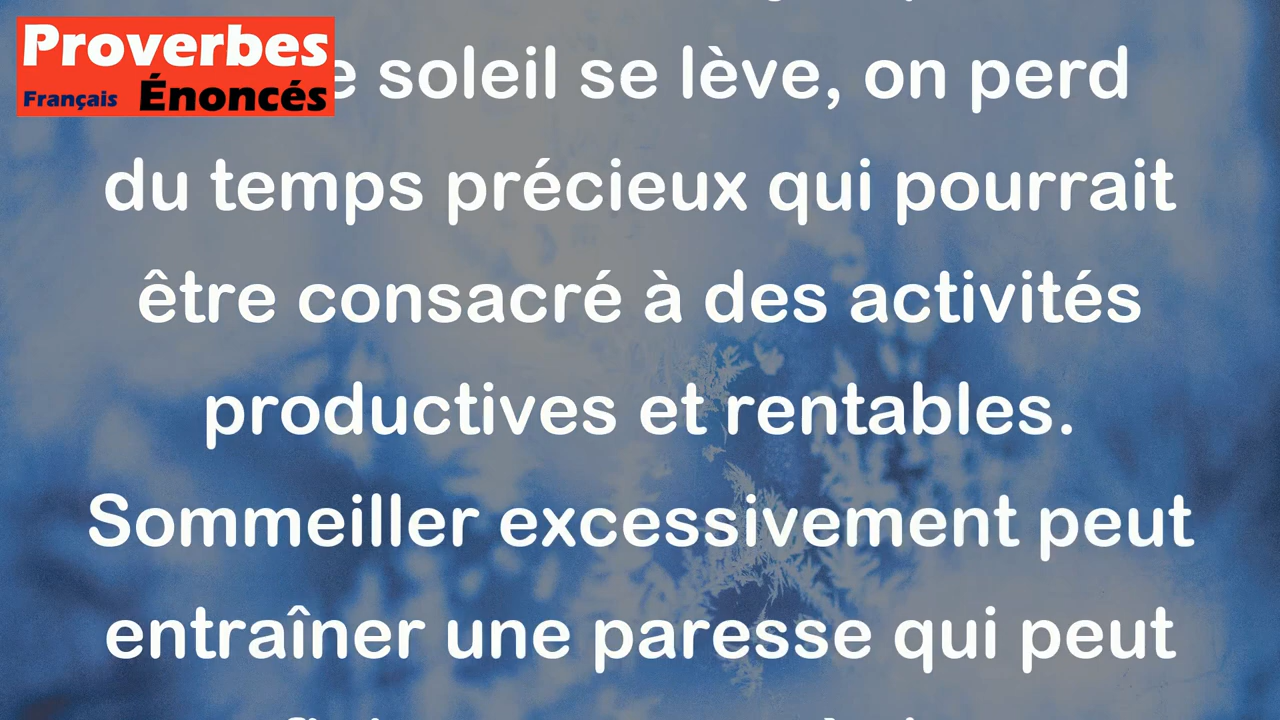 Proverbes
Français Énoncés
e soleil se lève, on perd
du temps précieux qui pourrait
être consacré à des activités
productives et rentables.
Sommeiller excessivement peut
entraîner une paresse qui peut